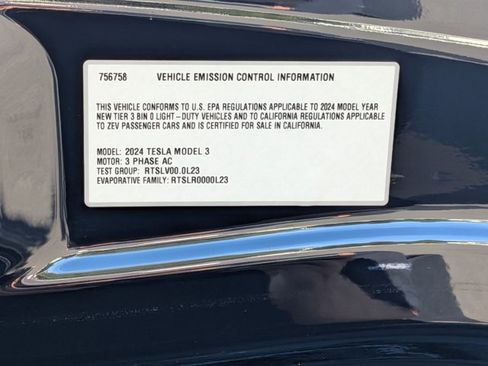 756758 VEHICLE EMISSION CONTROL INFORMATION
THIS VEHICLE CONFORMS TO U.S. EPA REGULATIONS APPLICABLE TO 2024 MODEL YEAR
NEW TIER 3 BIN 0 LIGHT-DUTY VEHICLES AND TO CALIFORNIA REGULATIONS APPLICABLE
TO ZEV PASSENGER CARS AND IS CERTIFIED FOR SALE IN CALIFORNIA.
MODEL: 2024 TESLA MODEL 3
MOTOR: 3 PHASE AC
TEST GROUP: RTSLV00.0L23
EVAPORATIVE FAMILY: RTSLR0000L23